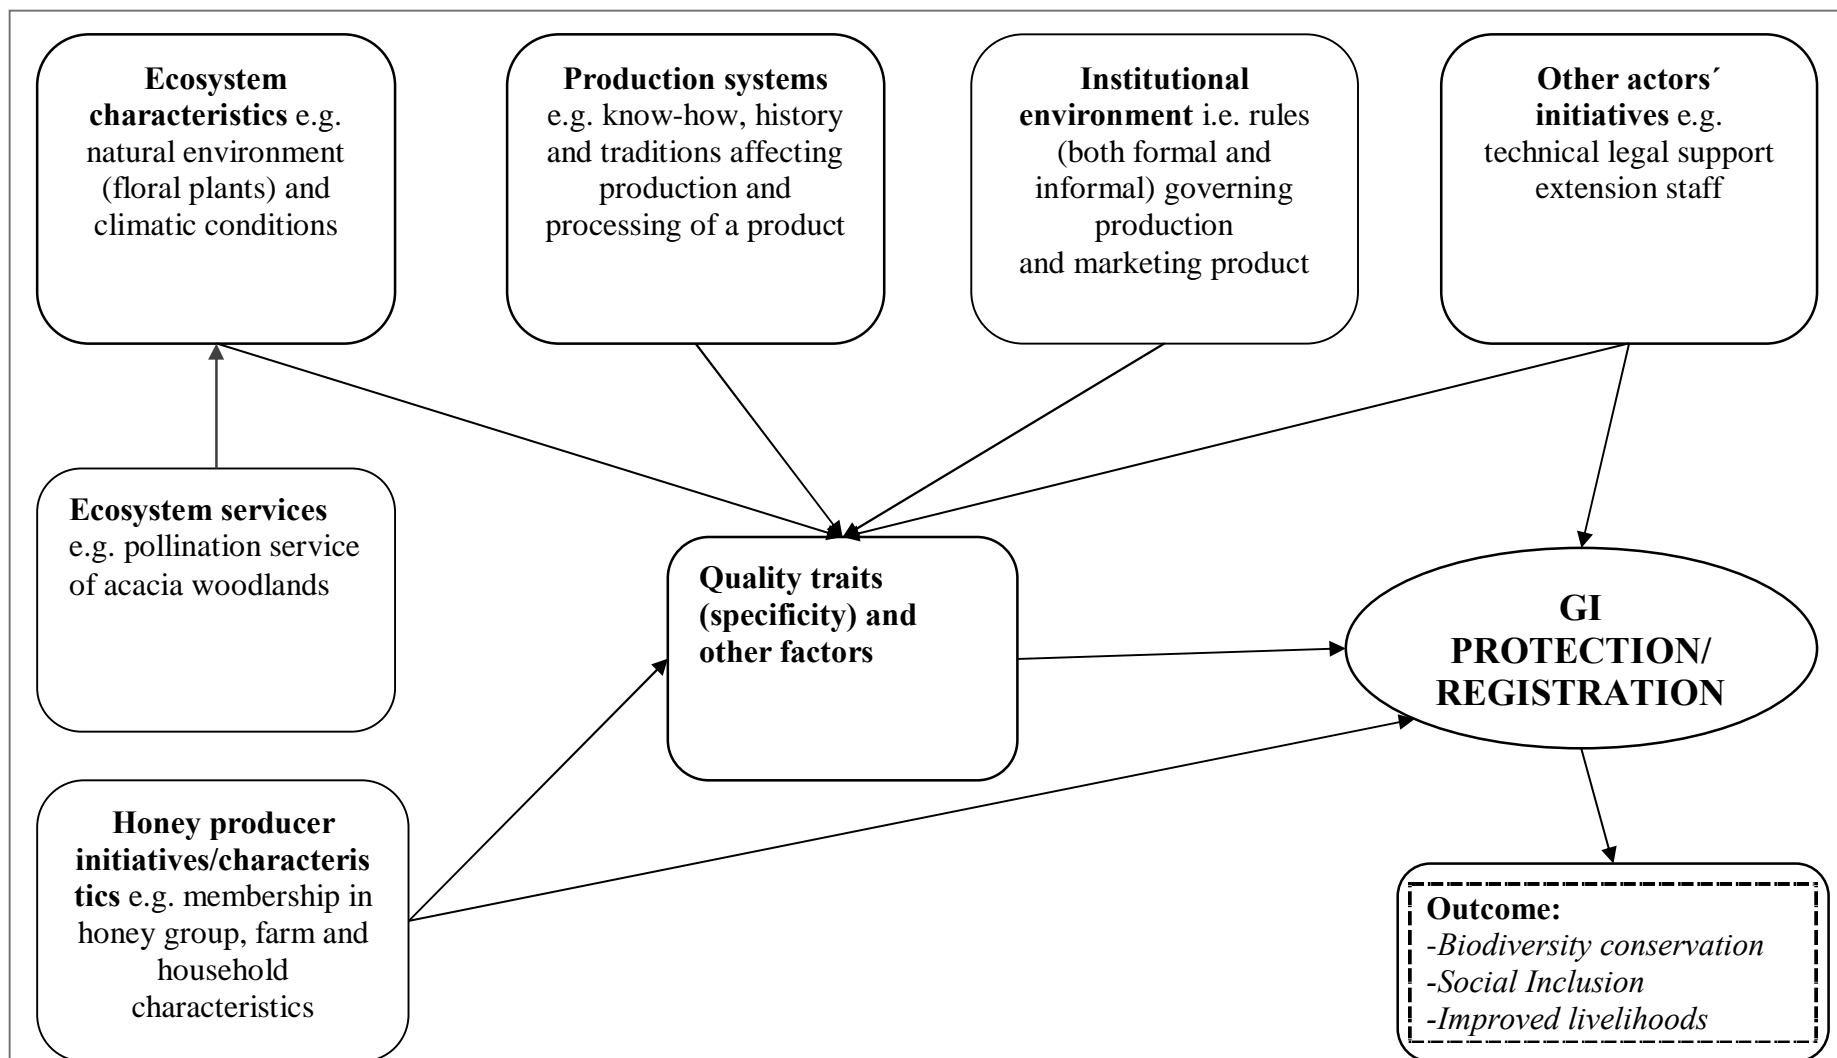 Ecosystem
characteristics e.g.
natural environment
(floral plants) and
climatic conditions
Production systems
e.g. know-how, history
and traditions affecting
production and
processing of a product
Institutional
environment i.e. rules
(both formal and
informal) governing
production
and marketing product
Other actors´
initiatives e.g.
technical legal support
extension staff
Ecosystem services
e.g. pollination service
of acacia woodlands
Quality traits
(specificity) and
other factors
GI
PROTECTION/
REGISTRATION
Honey producer
initiatives/characteris
tics e.g. membership in
honey group, farm and
household
characteristics
Outcome:
-Biodiversity conservation
-Social Inclusion
-Improved livelihoods